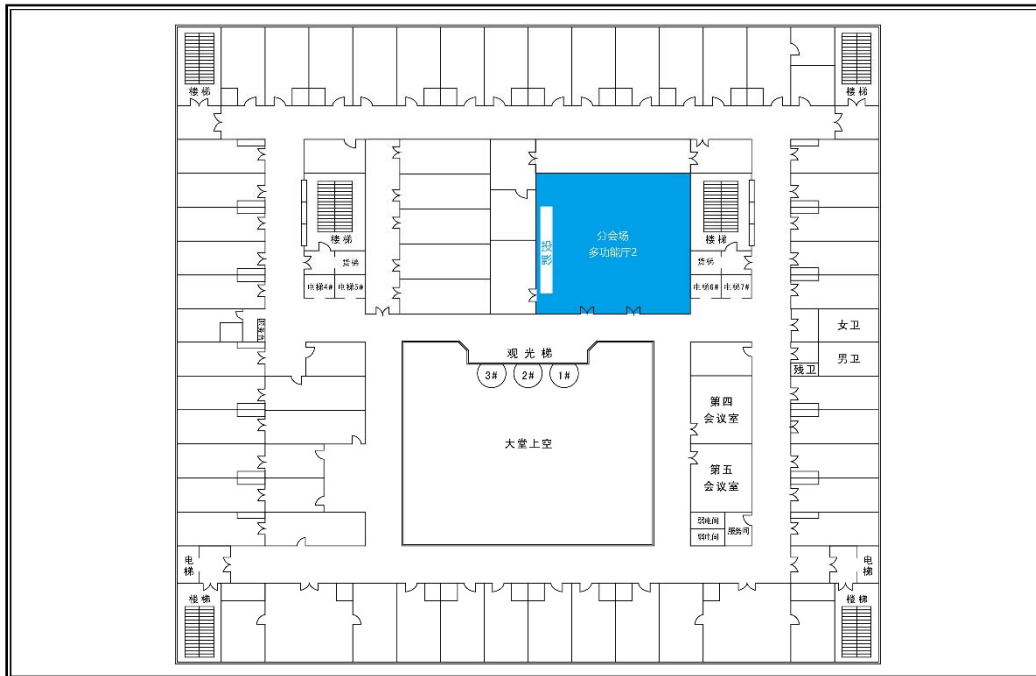 楼梯
楼梯
投影
分会场
多功能厅2
楼梯
楼梯
货梯
货梯
电梯4#
电梯5#
电梯6#
电梯7#
女卫
观光梯
男卫
残卫
3#
2#
1#
第四
会议室
大堂上空
第五
会议室
弱电间
服务间
电梯
电梯
楼梯
楼梯